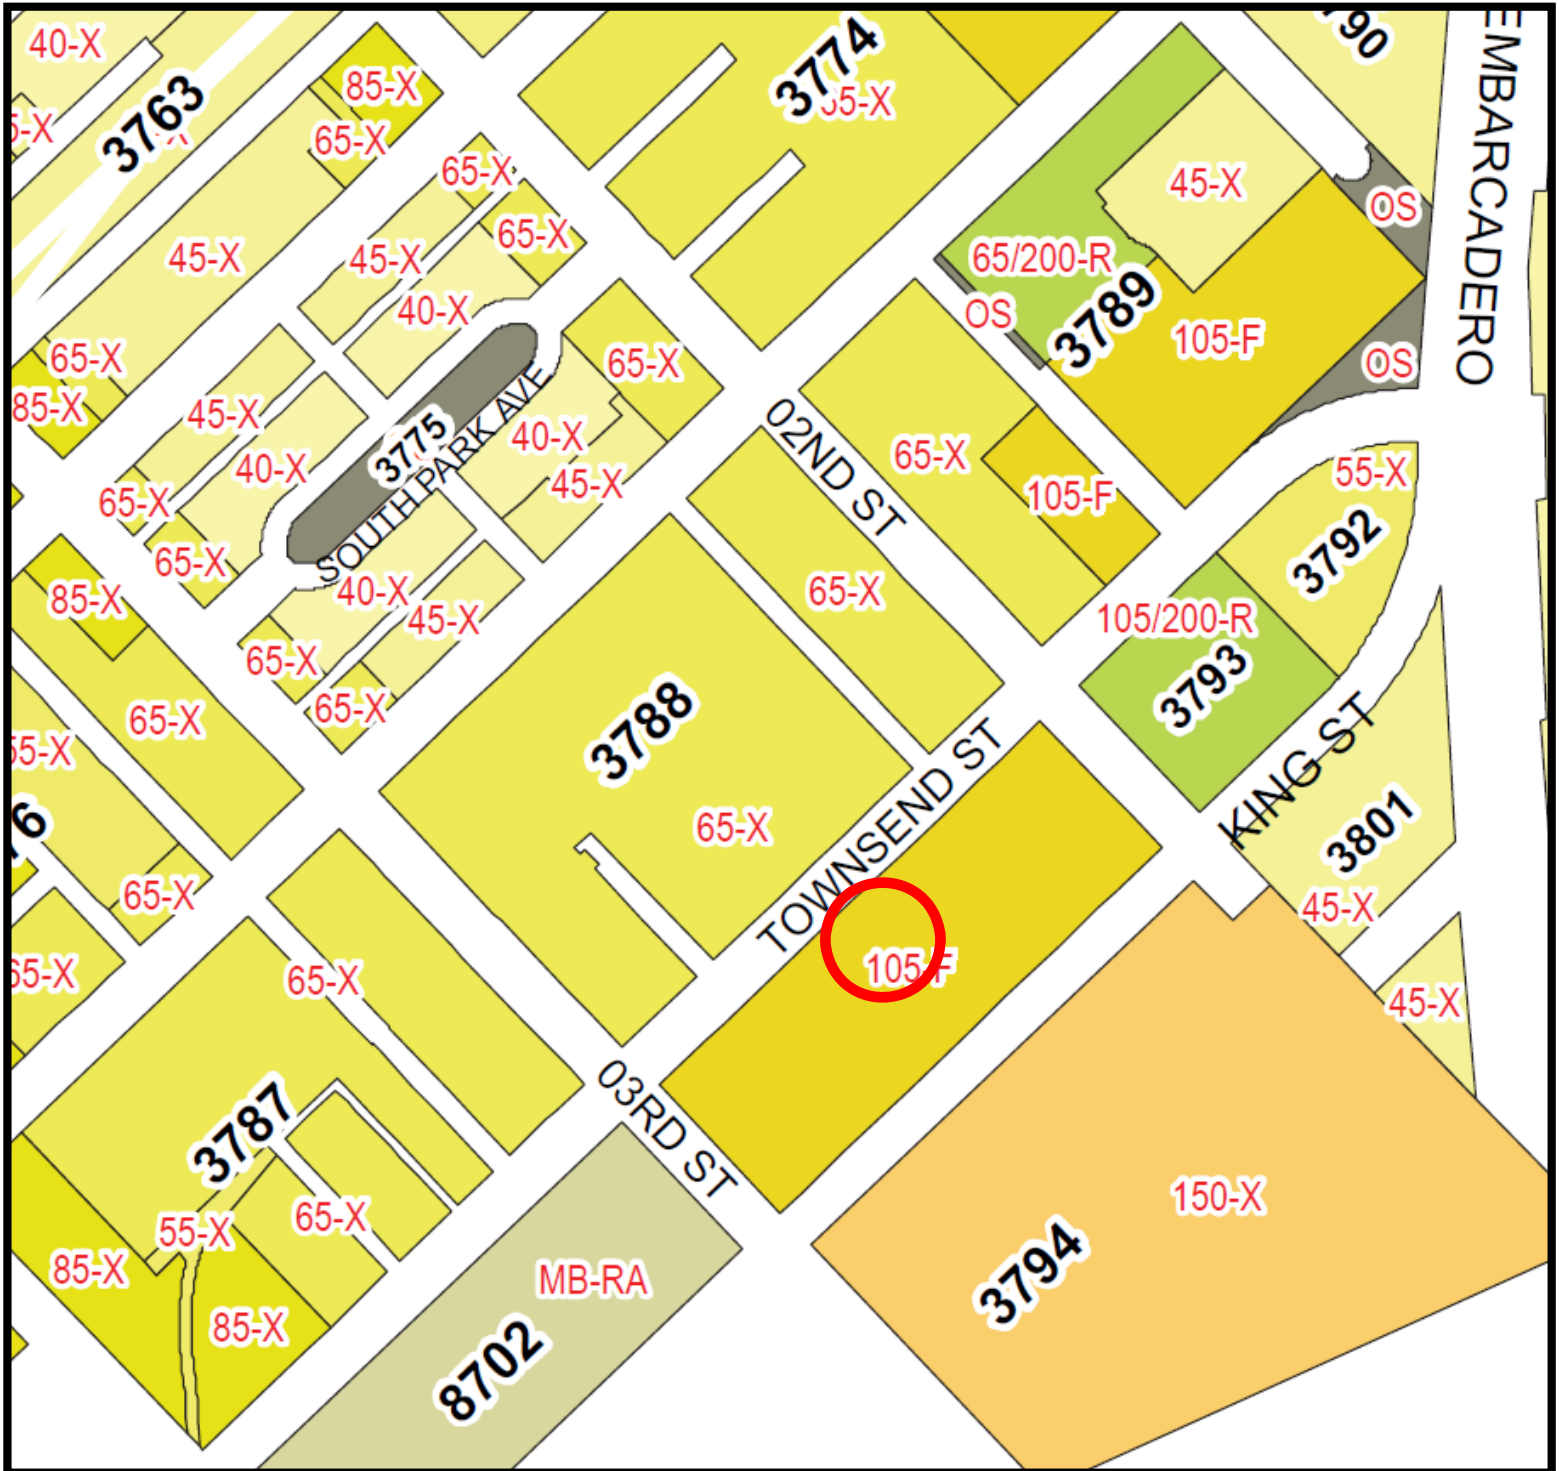 40-X
3763
85-X
65-X
3774
45-X
EMBARCADERO
65-X
65-X
OS
45-X
45-X
65/200-R
40-X
OS
3789
105-F
65-X
OS
65-X
85-X
45-X
40-X
3775
SOUTH PARK AVE
40-X
45-X
02ND ST
65-X
105-F
55-X
3792
65-X
65-X
85-X
40-X
45-X
65-X
105/200-R
3793
65-X
65-X
65-X
3788
65-X
TOWNSEND ST
KING ST
3801
45-X
65-X
65-X
105-F
45-X
03RD ST
3787
65-X
55-X
85-X
85-X
MB-RA
8702
150-X
3794